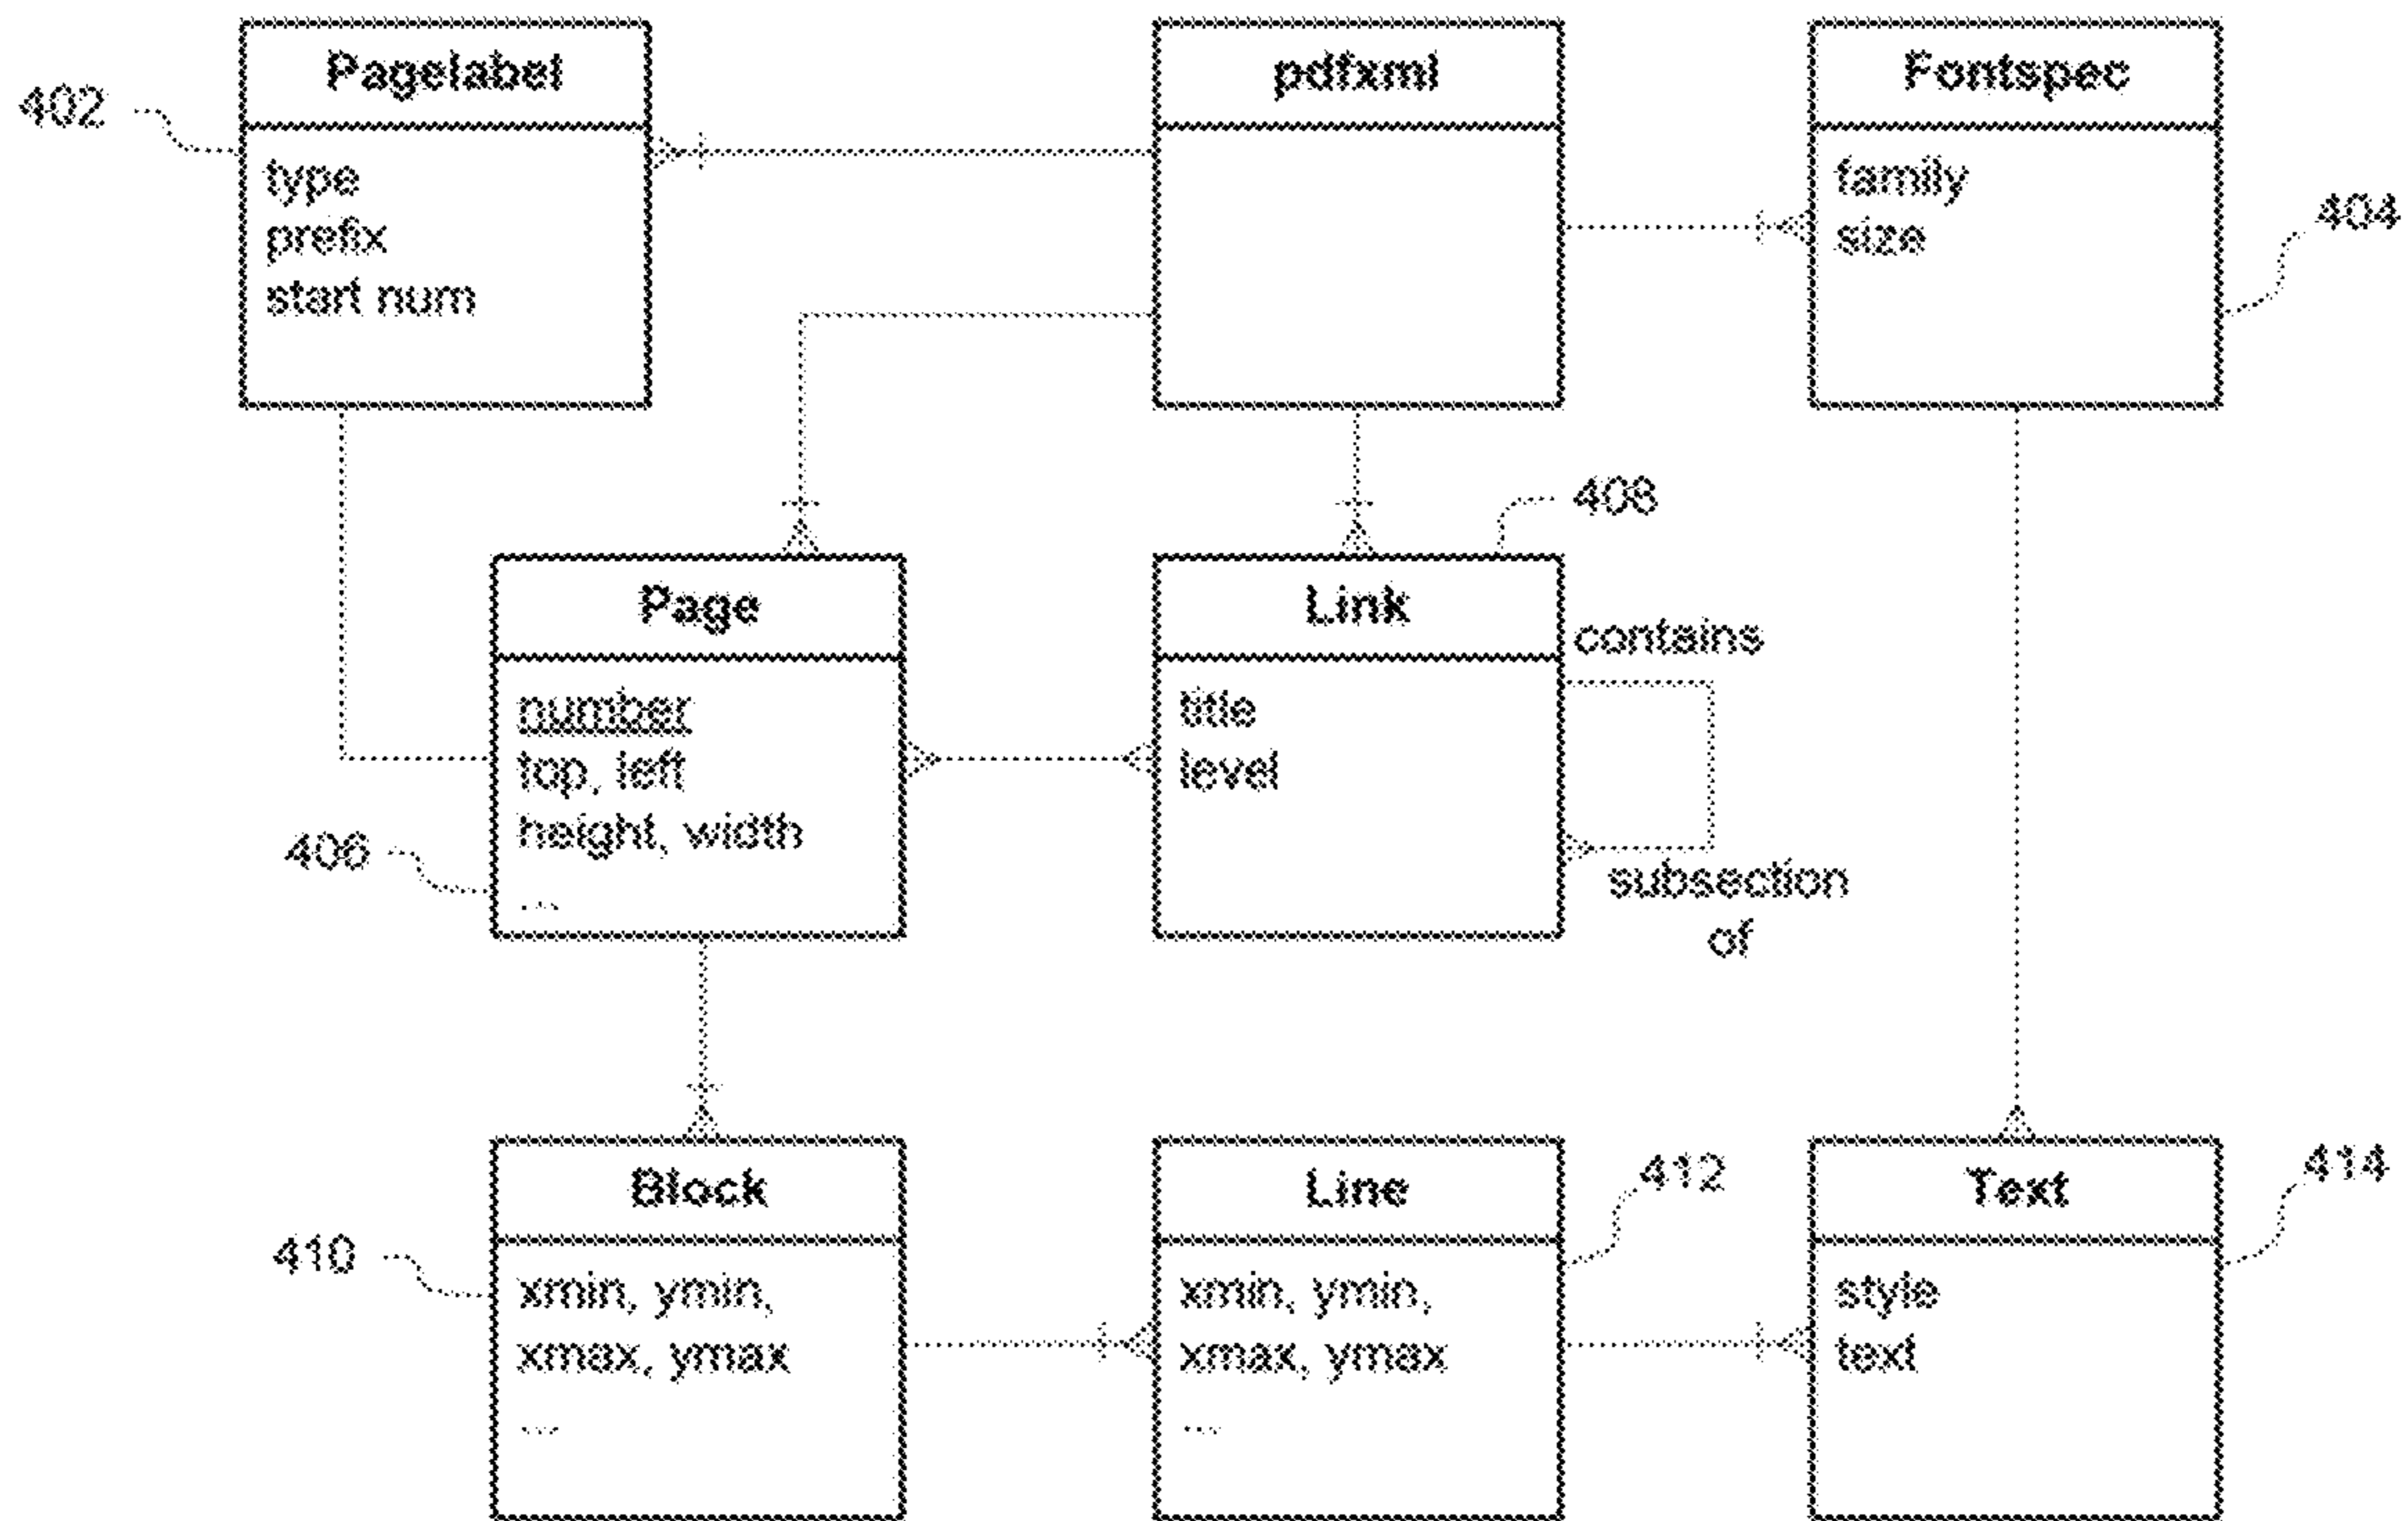 Pagelabel
pdfxml
Fontspec
402
type
prefix
start num
family
size
404
408
Page
Link
contains
number
top, left
height, width
...
title
level
406
subsection
of
Block
Line
412
Text
414
410
xmin, ymin,
xmax, ymax
...
xmin, ymin,
xmax, ymax
...
style
text